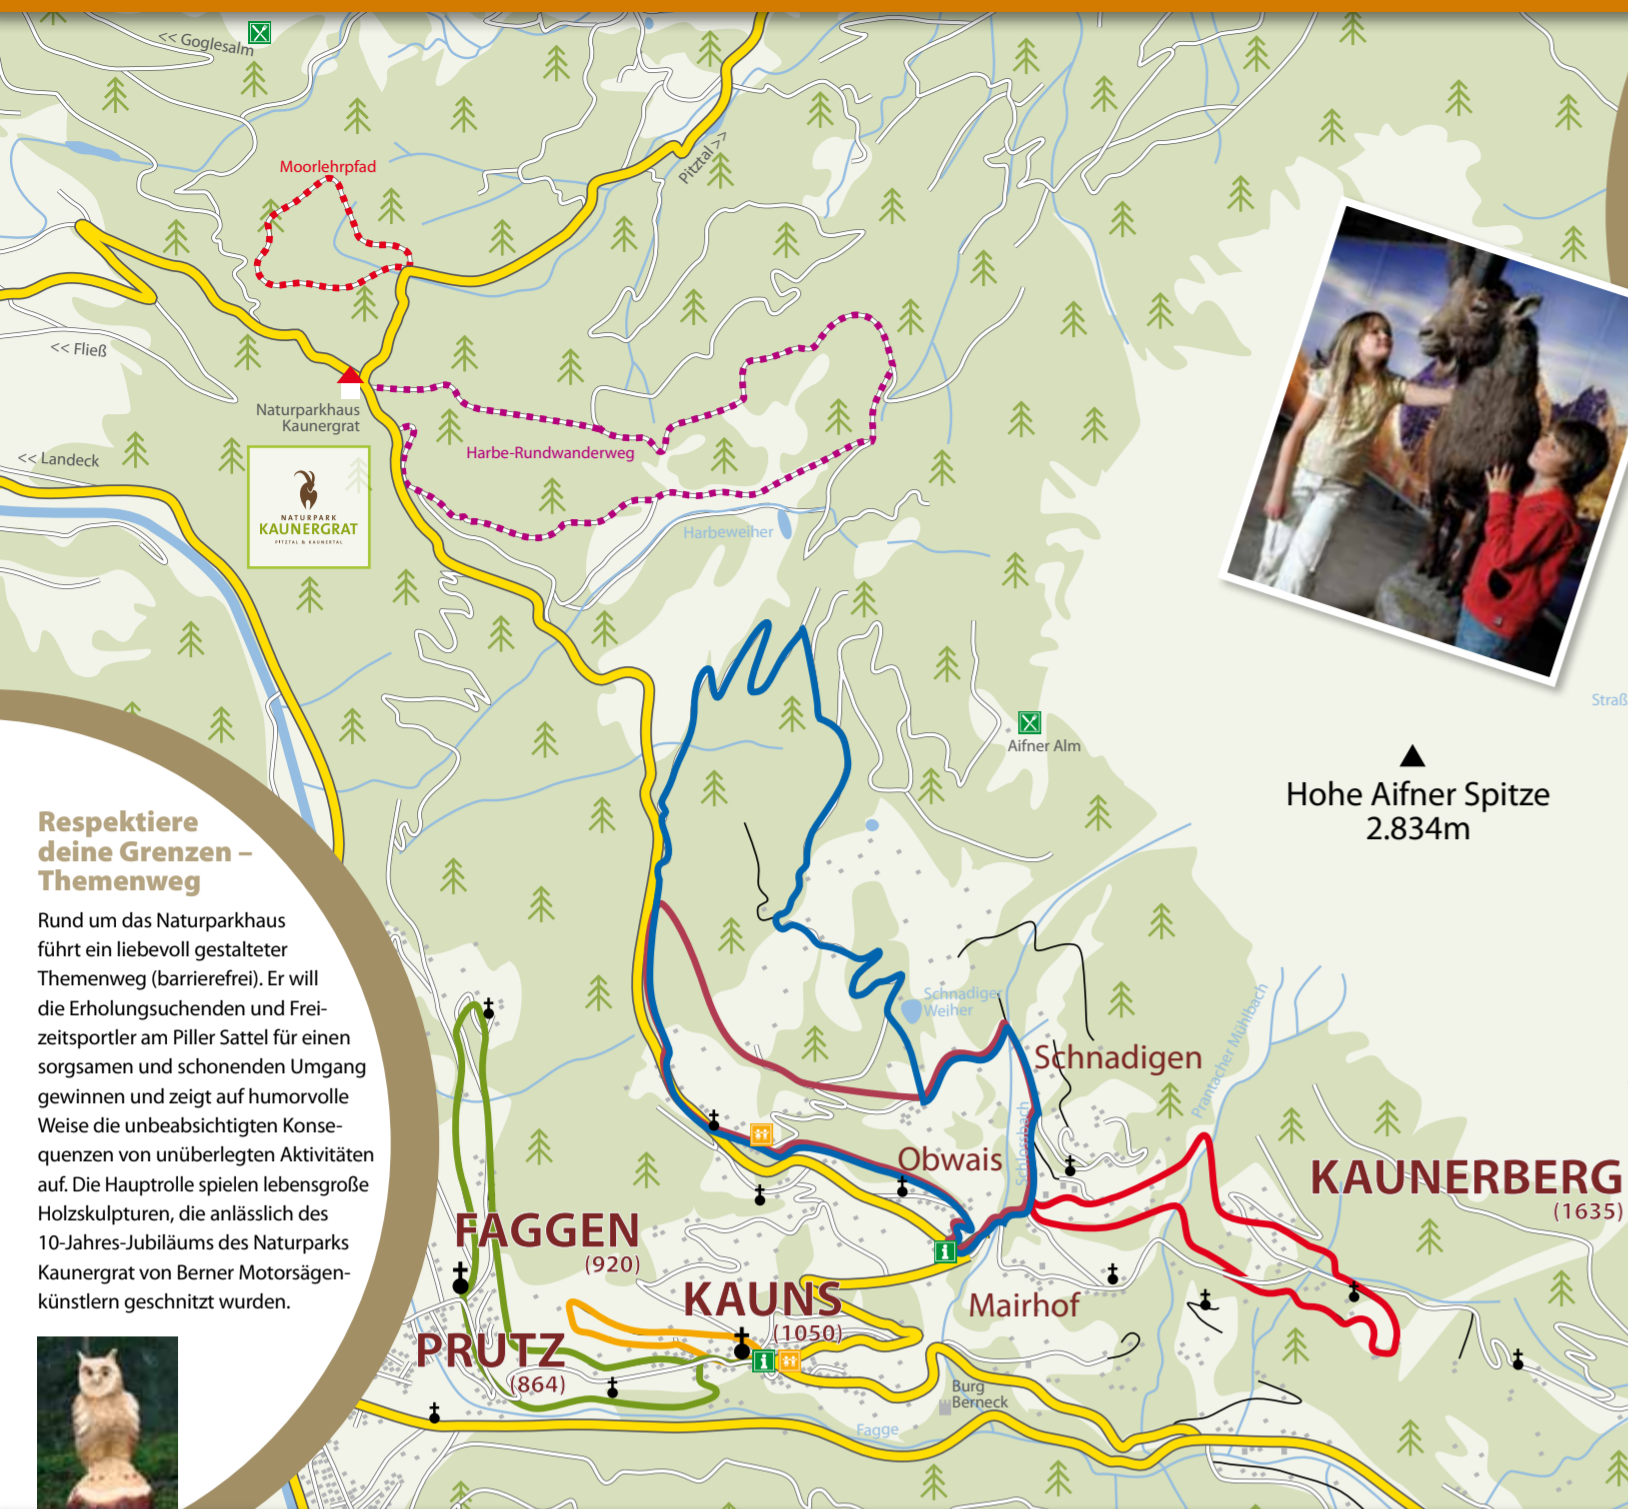 << Goglesalm
Moorlehrpfad
Pitztal >>
<< Fließ
Naturparkhaus
Kaunergrat
<< Landeck
Harbe-Rundwanderweg
NATURPARK
KAUNERGRAT
PITZTAL & KAUNERTAL
Harbeweiher
Straß
Aifner Alm
Hohe Aifner Spitze
2.834m
Respektiere
deine Grenzen –
Themenweg
Rund um das Naturparkhaus
führt ein liebevoll gestalteter
Themenweg (barrierefrei). Er will
die Erholungsuchenden und Frei-
zeitsportler am Piller Sattel für einen
sorgsamen und schonenden Umgang
gewinnen und zeigt auf humorvolle
Weise die unbeabsichtigten Konse-
quenzen von unüberlegten Aktivitäten
auf. Die Hauptrolle spielen lebensgroße
Holzskulpturen, die anlässlich des
10-Jahres-Jubiläums des Naturparks
Kaunergrat von Berner Motorsägen-
künstlern geschnitzt wurden.
Schnadiger
Weiher
Schnadigen
Prantacher Mühlbach
Schlossbach
Obwais
KAUNERBERG
(1635)
FAGGEN
(920)
KAUNS
(1050)
Mairhof
PRUTZ
(864)
Burg
Berneck
Fagge